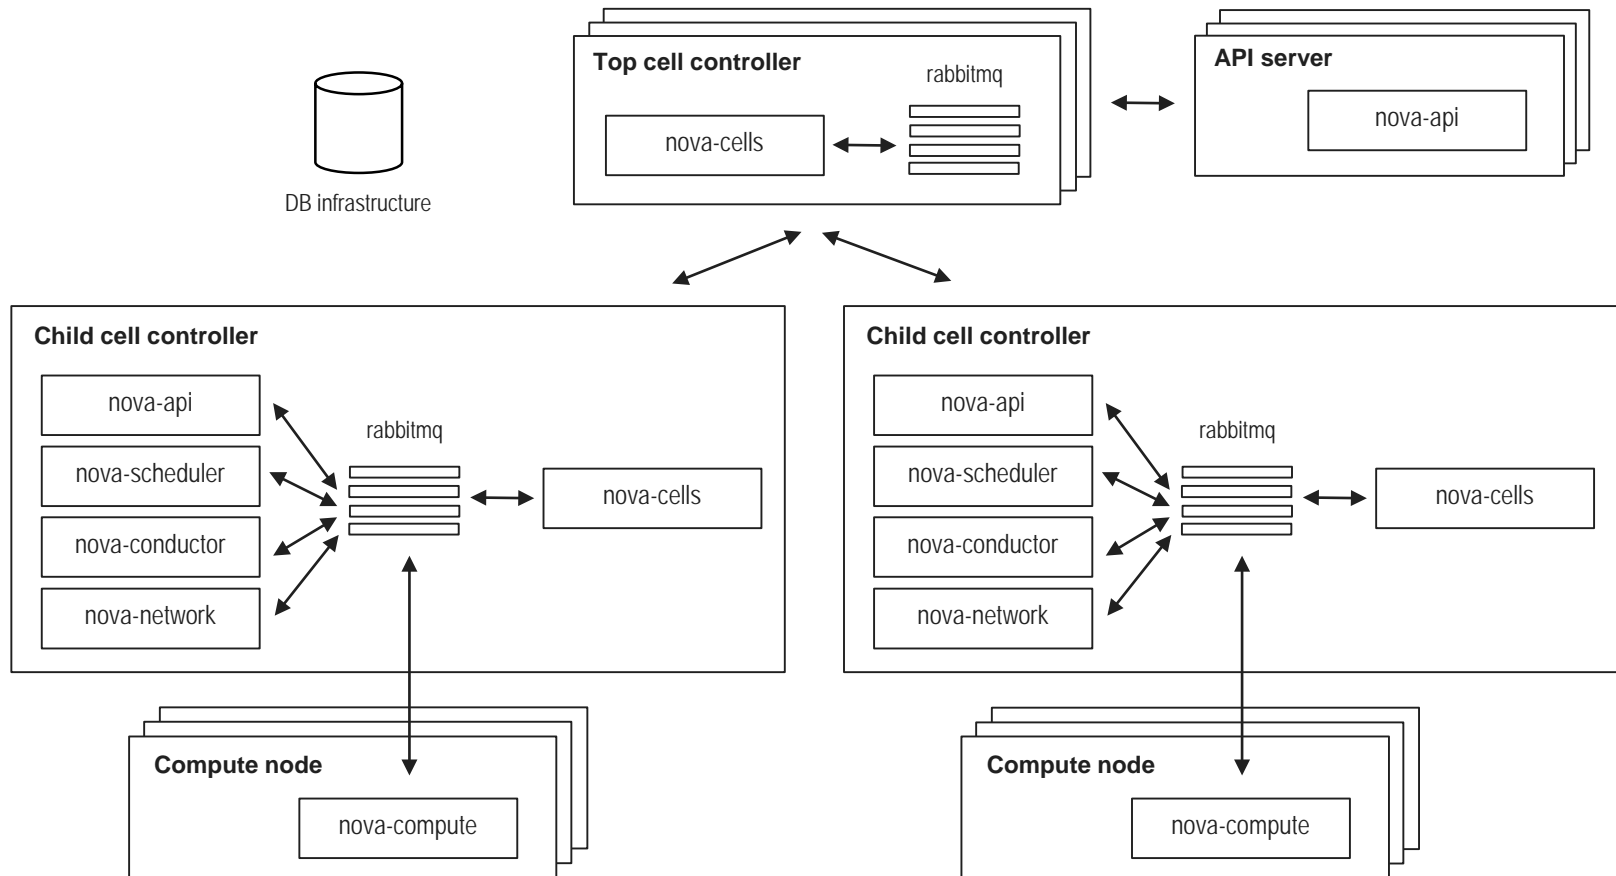 Top cell controller
rabbitmq
nova-cells
API server
nova-api
DB infrastructure
Child cell controller
nova-api
nova-scheduler
nova-conductor
nova-network
rabbitmq
nova-cells
Child cell controller
nova-api
nova-scheduler
nova-conductor
nova-network
rabbitmq
nova-cells
Compute node
nova-compute
Compute node
nova-compute